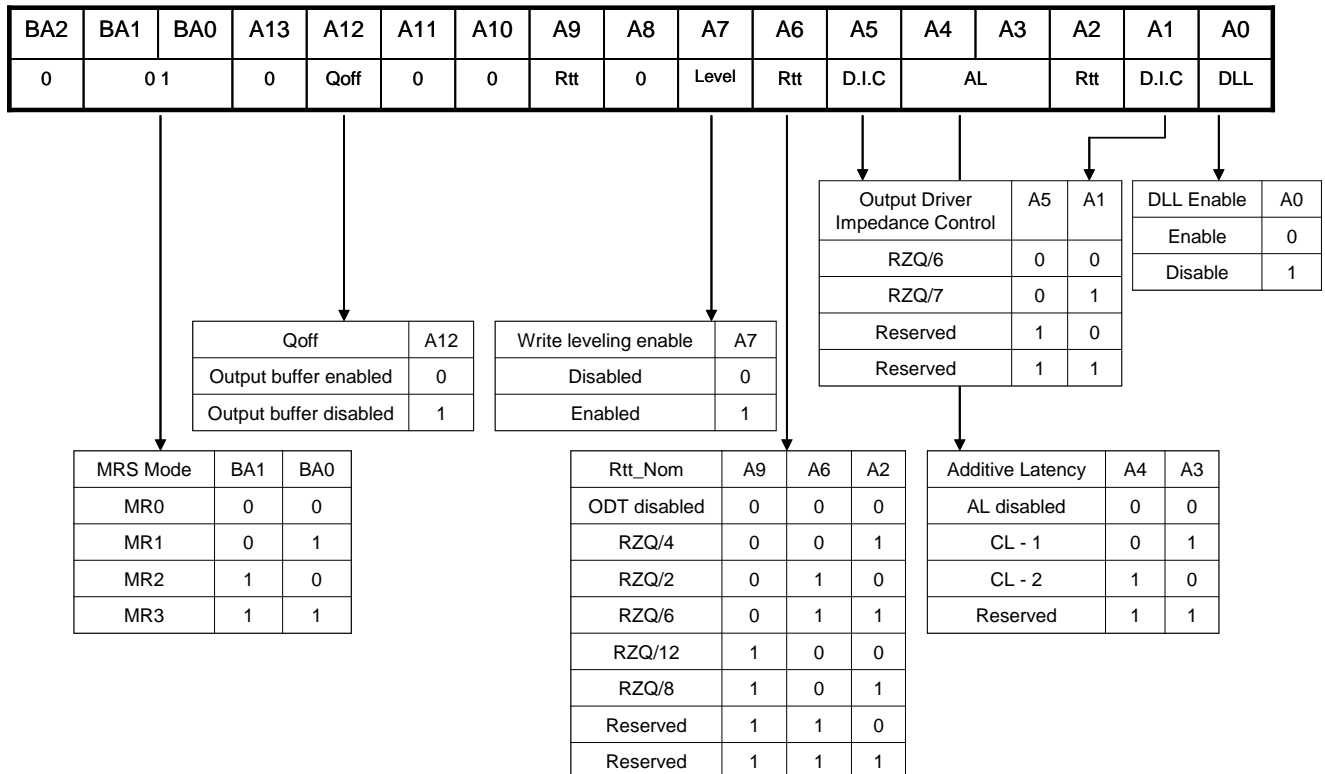 BA2 BA1 BA0 A13 A12 A11 A10 A9 A8 A7 A6 A5 A4 A3 A2 A1 A0
0 0 1 0 Qoff 0 0 Rtt 0 Level Rtt D.I.C AL Rtt D.I.C DLL
Output Driver
Impedance Control A5 A1
RZQ/6 0 0
RZQ/7 0 1
Reserved 1 0
Reserved 1 1
DLL Enable A0
Enable 0
Disable 1
Qoff A12
Output buffer enabled 0
Output buffer disabled 1
Write leveling enable A7
Disabled 0
Enabled 1
MRS Mode BA1 BA0
MR0 0 0
MR1 0 1
MR2 1 0
MR3 1 1
Rtt_Nom A9 A6 A2
ODT disabled 0 0 0
RZQ/4 0 0 1
RZQ/2 0 1 0
RZQ/6 0 1 1
RZQ/12 1 0 0
RZQ/8 1 0 1
Reserved 1 1 0
Reserved 1 1 1
Additive Latency A4 A3
AL disabled 0 0
CL - 1 0 1
CL - 2 1 0
Reserved 1 1